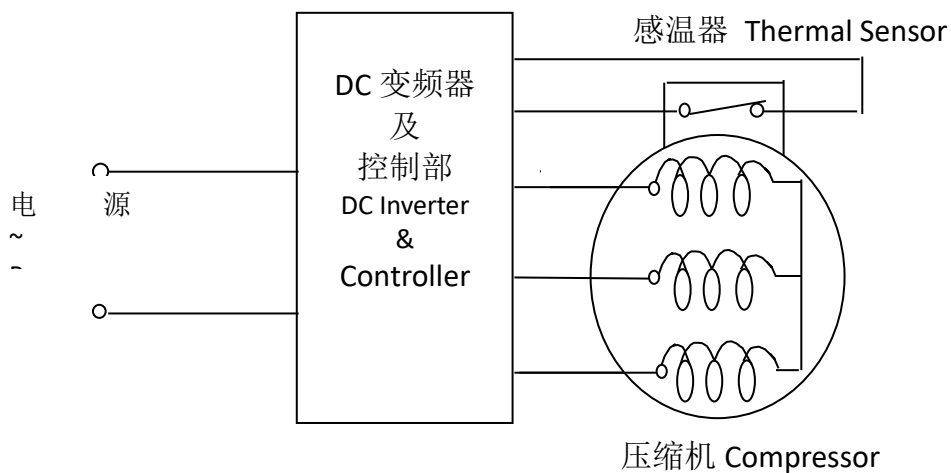 感温器 Thermal Sensor
DC 变频器
及
控制部
DC Inverter
&
Controller
电 源
~
压缩机 Compressor